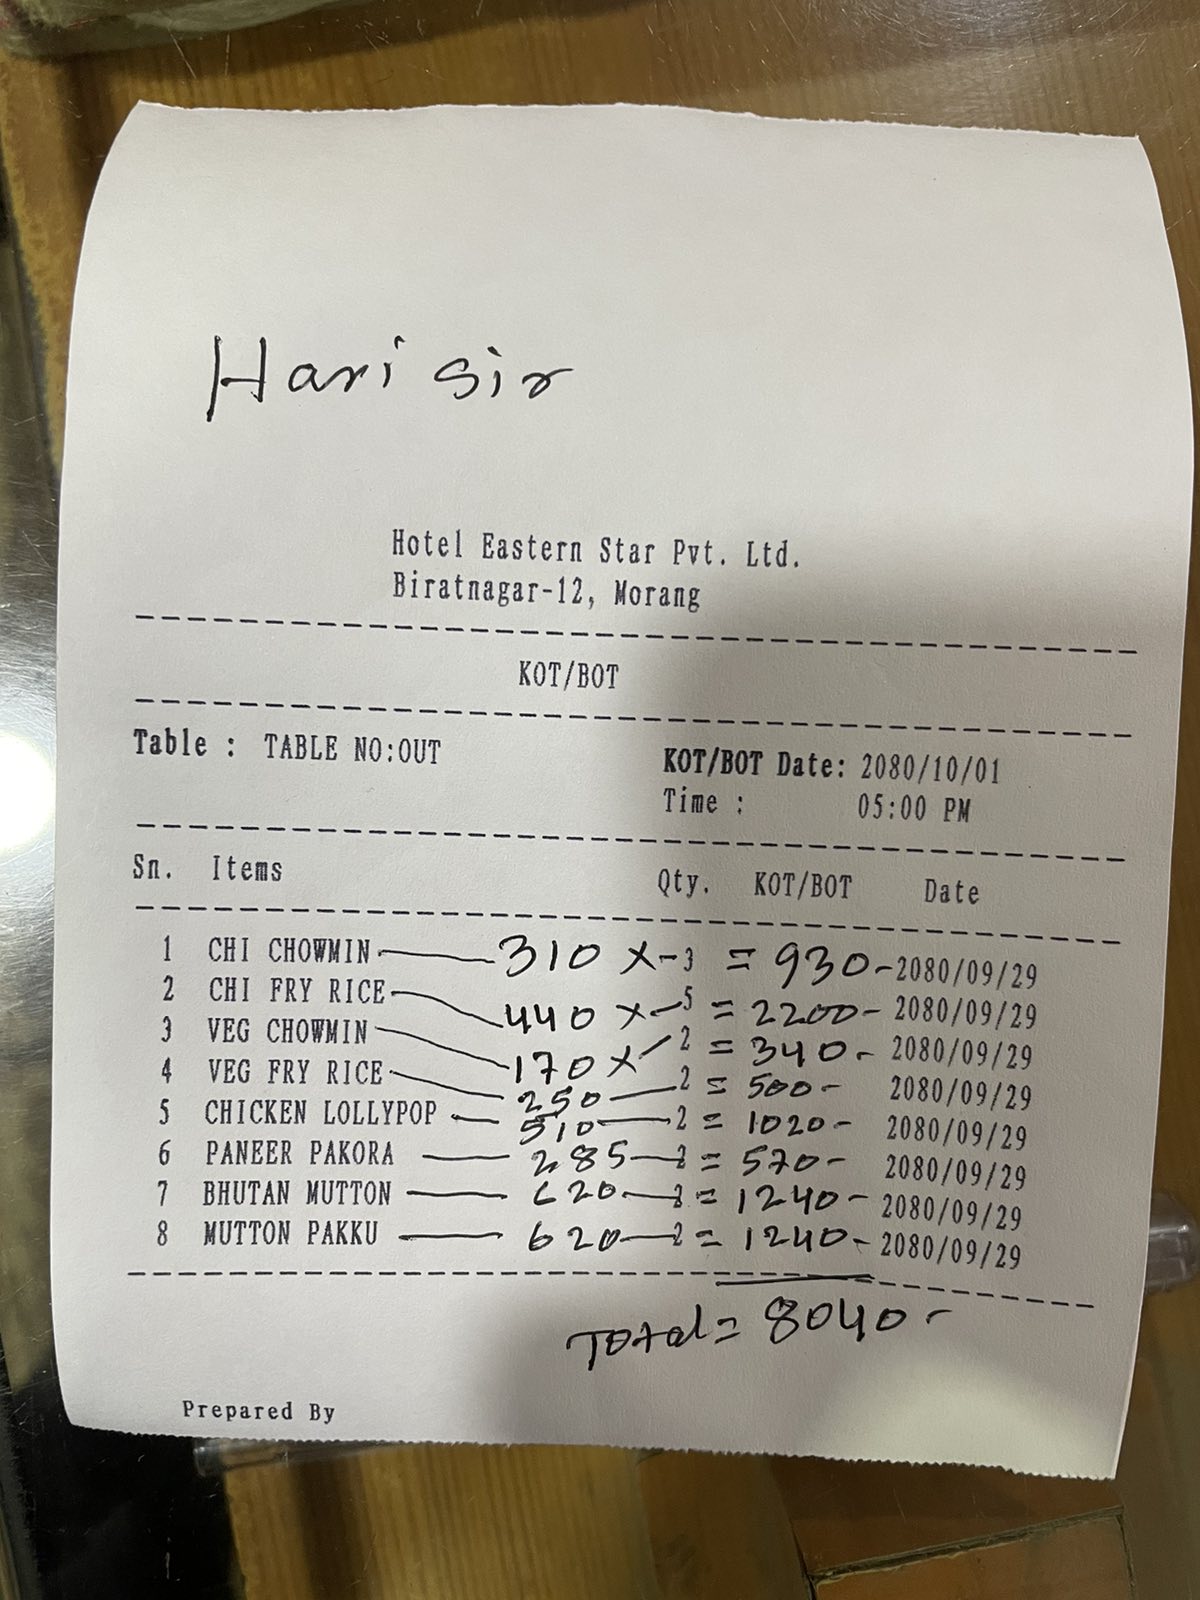 Hari sir
Hotel Eastern Star Pvt. Ltd.
Biratnagar-12, Morang
KOT/BOT
Table : TABLE NO:OUT KOT/BOT Date: 2080/10/01
Time : 05:00 PM
Sn. Items Qty. KOT/BOT Date
1 CHI CHOWMIN — 310 × - 3 = 930 - 2080/09/29
2 CHI FRY RICE — 440 × - 5 = 2200 - 2080/09/29
3 VEG CHOWMIN — 170 × - 2 = 340 - 2080/09/29
4 VEG FRY RICE — 250 — 2 = 500 - 2080/09/29
5 CHICKEN LOLLYPOP — 510 — 2 = 1020 - 2080/09/29
6 PANEER PAKORA — 285 — 2 = 570 - 2080/09/29
7 BHUTAN MUTTON — 620 — 2 = 1240 - 2080/09/29
8 MUTTON PAKKU — 620 — 2 = 1240 - 2080/09/29
Total = 8040 -
Prepared By